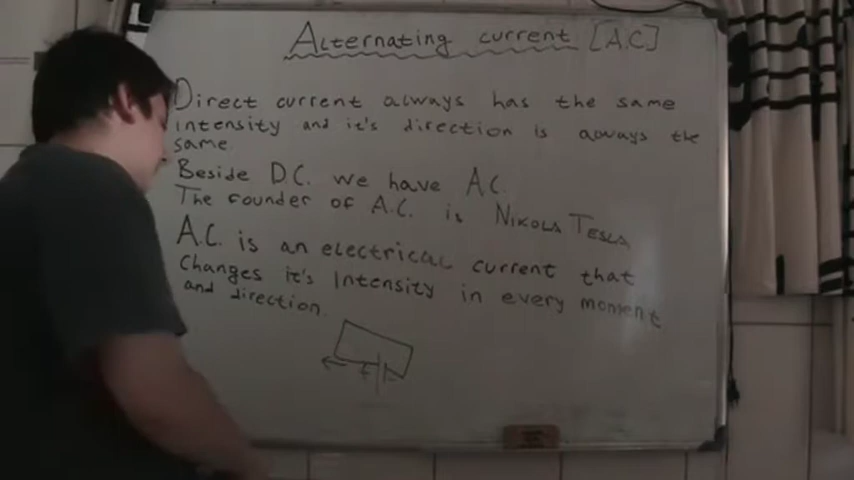 Alternating current [A.C.]
Direct current always has the same
intensity and it's direction is aoways the
same.
Beside D.C. we have A.C.
The founder of A.C. is NIKOLA TESLA
A.C. is an electrical current that
Changes it's Intensity in every moment
and direction.
+ -